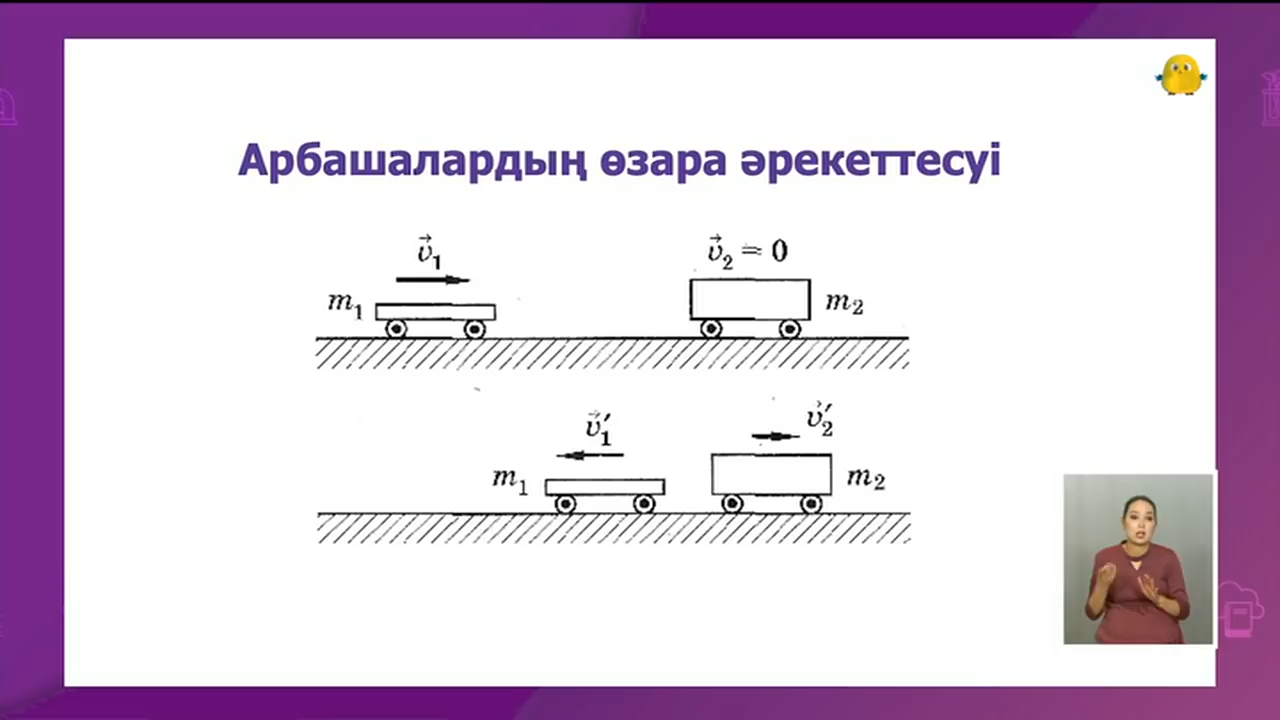 Арбашалардың өзара әрекеттесуі
v⃗₁ v⃗₂ = 0
m₁ m₂
v⃗₁′ v⃗₂′
m₁ m₂